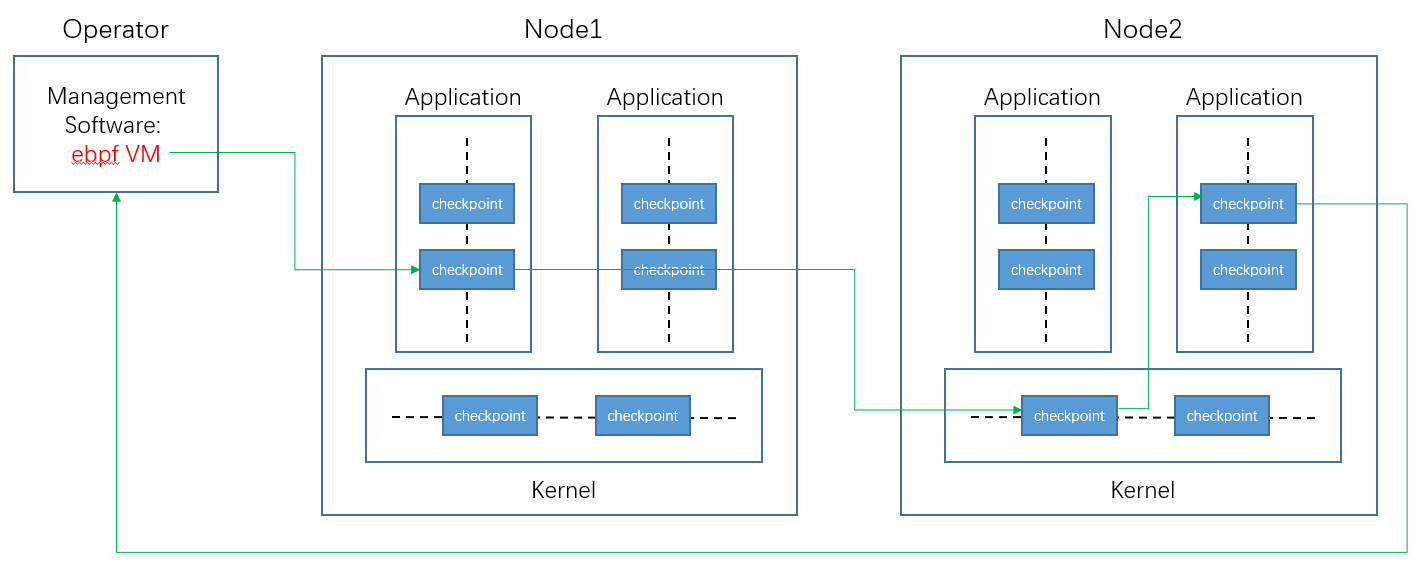 Operator
Node1
Node2
Management
Software:
ebpf VM
Application
Application
Application
Application
checkpoint
checkpoint
checkpoint
checkpoint
checkpoint
checkpoint
checkpoint
checkpoint
checkpoint
checkpoint
checkpoint
checkpoint
Kernel
Kernel